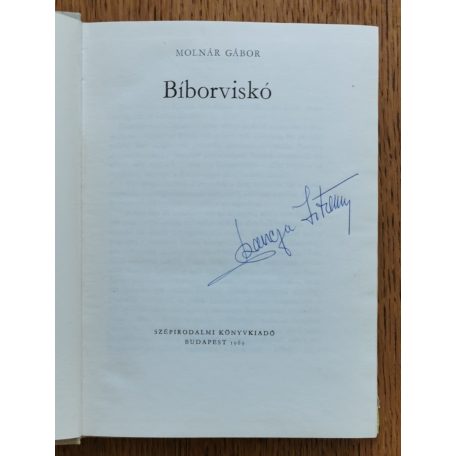 MOLNÁR GÁBOR
Bíborviskó
SZÉPIRODALMI KÖNYVKIADÓ
BUDAPEST